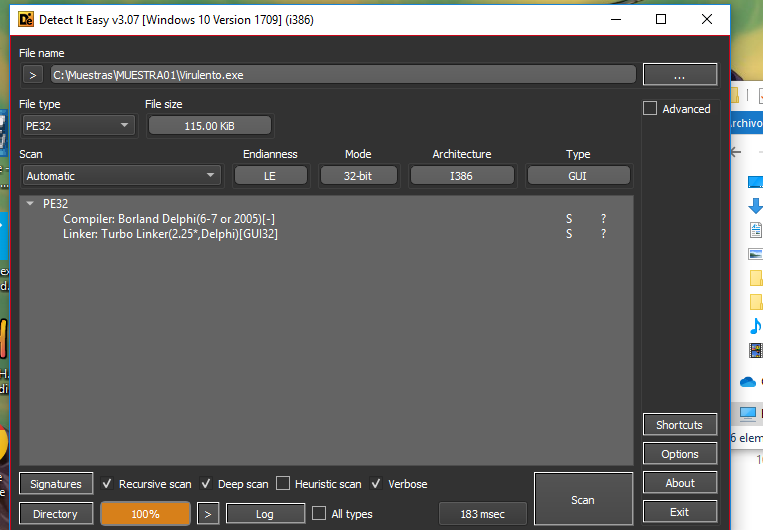 Detect It Easy v3.07 [Windows 10 Version 1709] (i386)
File name
> C:\Muestras\MUESTRA01\Virulento.exe ...
File type File size Advanced
PE32 115.00 KiB
Scan Endianness Mode Architecture Type
Automatic LE 32-bit I386 GUI
PE32
Compiler: Borland Delphi(6-7 or 2005)[-] S ?
Linker: Turbo Linker(2.25*,Delphi)[GUI32] S ?
Shortcuts
Options
Signatures Recursive scan Deep scan Heuristic scan Verbose Scan About
Directory 100% > Log All types 183 msec Exit
rchivo
6 elem